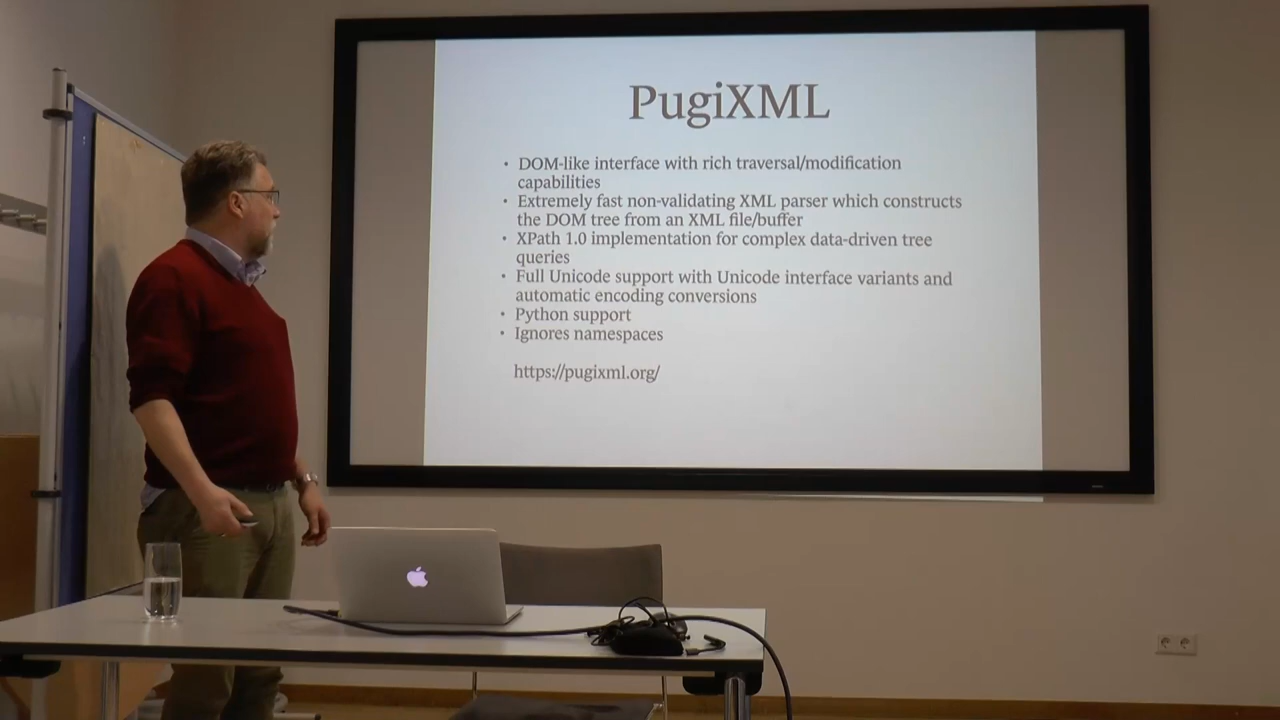 PugiXML
• DOM-like interface with rich traversal/modification
capabilities
• Extremely fast non-validating XML parser which constructs
the DOM tree from an XML file/buffer
• XPath 1.0 implementation for complex data-driven tree
queries
• Full Unicode support with Unicode interface variants and
automatic encoding conversions
• Python support
• Ignores namespaces
https://pugixml.org/